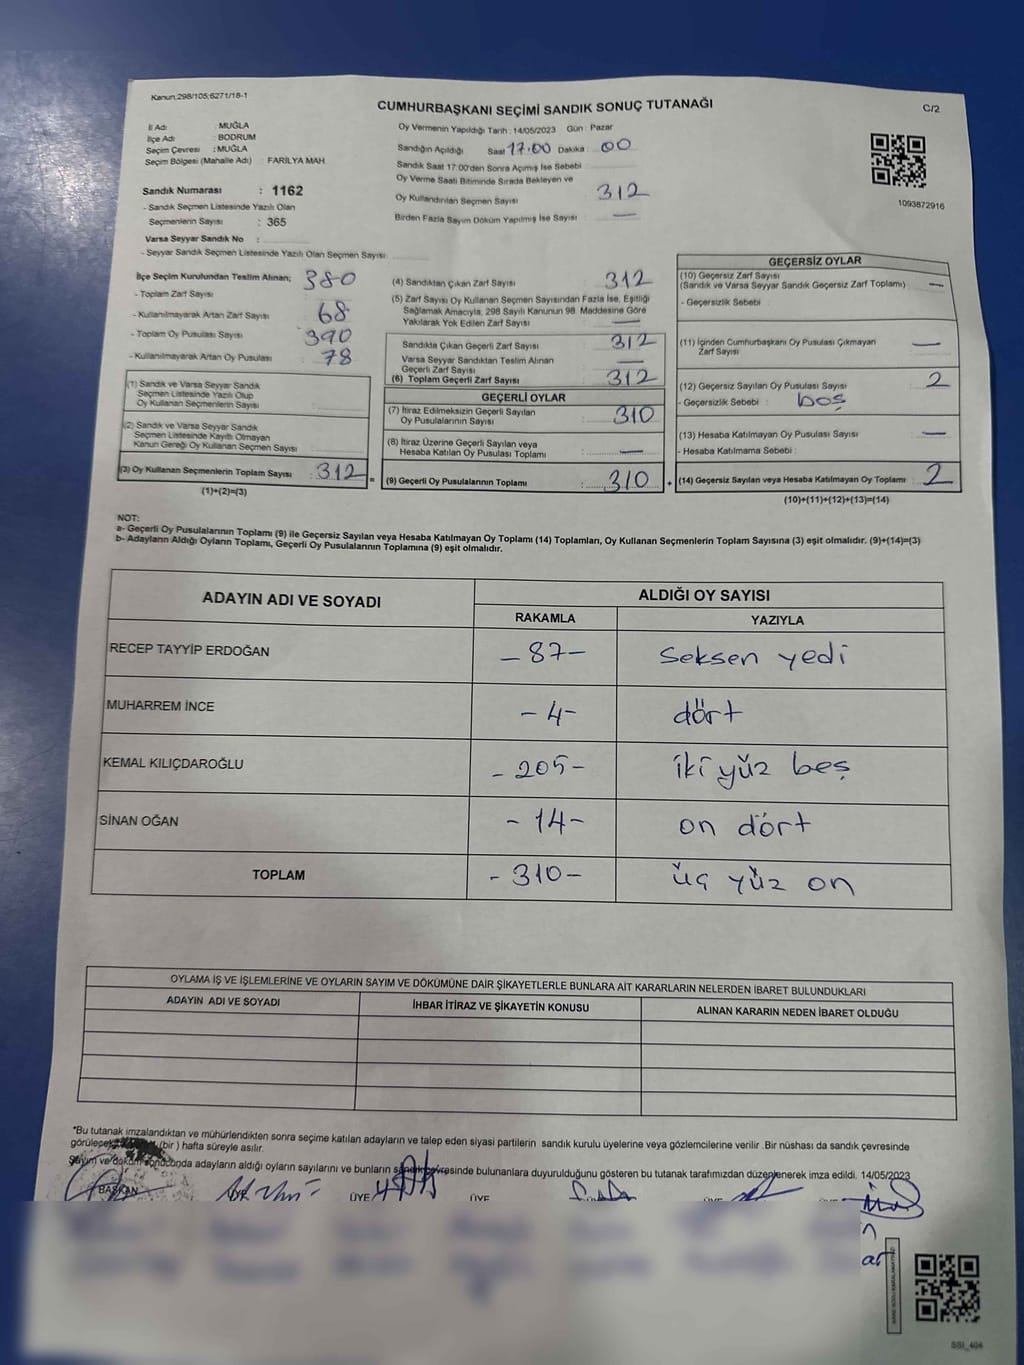 Kanun;298/105;6271/18-1
CUMHURBAŞKANI SEÇİMİ SANDIK SONUÇ TUTANAĞI
C/2
İl Adı : MUĞLA
İlçe Adı : BODRUM
Seçim Çevresi : MUĞLA
Seçim Bölgesi (Mahalle Adı) : FARİLYA MAH
Sandık Numarası : 1162
- Sandık Seçmen Listesinde Yazılı Olan
Seçmenlerin Sayısı : 365
Varsa Seyyar Sandık No :
- Seyyar Sandık Seçmen Listesinde Yazılı Olan Seçmen Sayısı:
Oy Vermenin Yapıldığı Tarih : 14/05/2023 Gün : Pazar
Sandığın Açıldığı Saat 17:00 Dakika : 00
Sandık Saat 17:00'den Sonra Açımış İse Sebebi :
Oy Verme Saati Bitiminde Sırada Bekleyen ve
Oy Kullandırılan Seçmen Sayısı : 312
Birden Fazla Sayım Döküm Yapılmış İse Sayısı : —
1093872916
İlçe Seçim Kurulundan Teslim Alınan;
- Toplam Zarf Sayısı : 380
- Kullanılmayarak Artan Zarf Sayısı : 68
- Toplam Oy Pusulası Sayısı : 390
- Kullanılmayarak Artan Oy Pusulası : 78
(1) Sandık ve Varsa Seyyar Sandık
Seçmen Listesinde Yazılı Olup
Oy Kullanan Seçmenlerin Sayısı :
(2) Sandık ve Varsa Seyyar Sandık
Seçmen Listesinde Kayıtlı Olmayan
Kanun Gereği Oy Kullanan Seçmen Sayısı :
(3) Oy Kullanan Seçmenlerin Toplam Sayısı : 312
(1)+(2)=(3)
(4) Sandıktan Çıkan Zarf Sayısı : 312
(5) Zarf Sayısı Oy Kullanan Seçmen Sayısından Fazla İse, Eşitliği
Sağlamak Amacıyla, 298 Sayılı Kanunun 98. Maddesine Göre
Yakılarak Yok Edilen Zarf Sayısı : —
Sandıkta Çıkan Geçerli Zarf Sayısı : 312
Varsa Seyyar Sandıktan Teslim Alınan
Geçerli Zarf Sayısı : —
(6) Toplam Geçerli Zarf Sayısı : 312
GEÇERLİ OYLAR
(7) İtiraz Edilmeksizin Geçerli Sayılan
Oy Pusulalarının Sayısı : 310
(8) İtiraz Üzerine Geçerli Sayılan veya
Hesaba Katılan Oy Pusulası Toplamı : —
= (9) Geçerli Oy Pusulalarının Toplamı : 310
GEÇERSİZ OYLAR
(10) Geçersiz Zarf Sayısı
(Sandık ve Varsa Seyyar Sandık Geçersiz Zarf Toplamı) : —
- Geçersizlik Sebebi :
(11) İçinden Cumhurbaşkanı Oy Pusulası Çıkmayan
Zarf Sayısı : —
(12) Geçersiz Sayılan Oy Pusulası Sayısı : 2
- Geçersizlik Sebebi : boş
(13) Hesaba Katılmayan Oy Pusulası Sayısı : —
- Hesaba Katılmama Sebebi :
+ (14) Geçersiz Sayılan veya Hesaba Katılmayan Oy Toplamı : 2
(10)+(11)+(12)+(13)=(14)
NOT:
a- Geçerli Oy Pusulalarının Toplamı (9) ile Geçersiz Sayılan veya Hesaba Katılmayan Oy Toplamı (14) Toplamları, Oy Kullanan Seçmenlerin Toplam Sayısına (3) eşit olmalıdır. (9)+(14)=(3)
b- Adayların Aldığı Oyların Toplamı, Geçerli Oy Pusulalarının Toplamına (9) eşit olmalıdır.
ADAYIN ADI VE SOYADI ALDIĞI OY SAYISI
RAKAMLA YAZIYLA
RECEP TAYYİP ERDOĞAN -87- seksen yedi
MUHARREM İNCE -4- dört
KEMAL KILIÇDAROĞLU -205- iki yüz beş
SİNAN OĞAN -14- on dört
TOPLAM -310- üç yüz on
OYLAMA İŞ VE İŞLEMLERİNE VE OYLARIN SAYIM VE DÖKÜMÜNE DAİR ŞİKAYETLERLE BUNLARA AİT KARARLARIN NELERDEN İBARET BULUNDUKLARI
ADAYIN ADI VE SOYADI İHBAR İTİRAZ VE ŞİKAYETİN KONUSU ALINAN KARARIN NEDEN İBARET OLDUĞU
*Bu tutanak imzalandıktan ve mühürlendikten sonra seçime katılan adayların ve talep eden siyasi partilerin sandık kurulu üyelerine veya gözlemcilerine verilir .Bir nüshası da sandık çevresinde
(bir ) hafta süreyle asılır.
Sayım ve döküm sonucunda adayların aldığı oyların sayılarını ve bunların sandık çevresinde bulunanlara duyurulduğunu gösteren bu tutanak tarafımızdan düzenlenerek imza edildi. 14/05/2023
BAŞKAN ÜYE ÜYE ÜYE
SSI_404